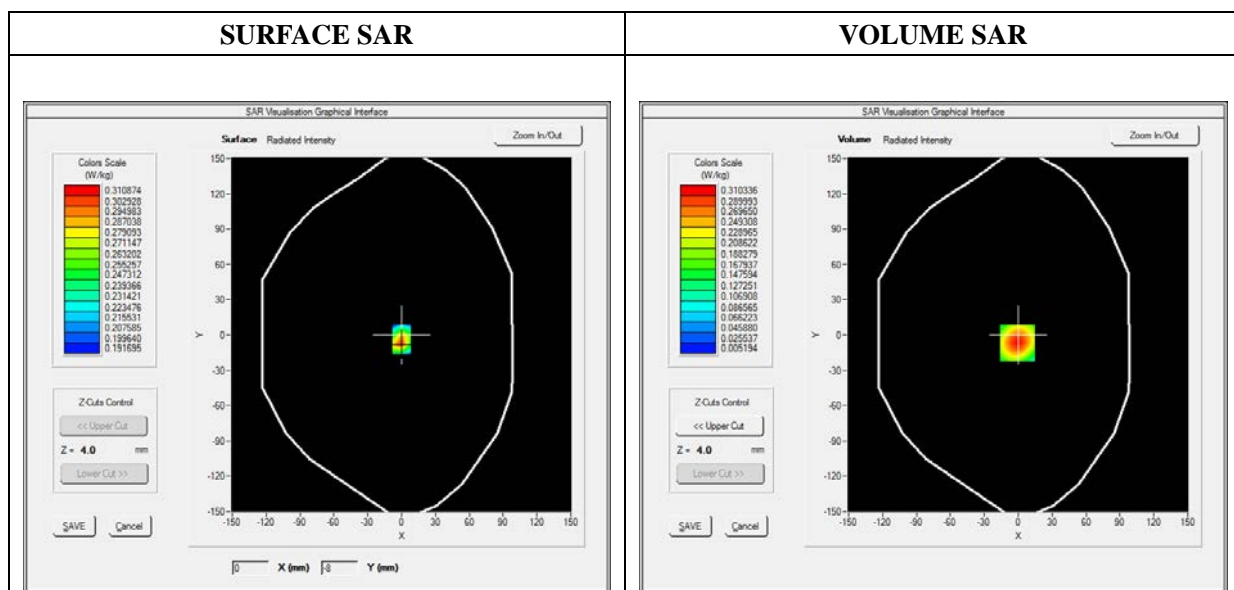 SURFACE SAR
VOLUME SAR
SAR Visualisation Graphical Interface
Surface Radiated Intensity
Zoom In/Out
Colors Scale
(W/kg)
0.310874
0.302928
0.294983
0.287038
0.279093
0.271147
0.263202
0.255257
0.247312
0.239366
0.231421
0.223476
0.215531
0.207585
0.199640
0.191695
150
120
90
60
30
0
-30
-60
-90
-120
-150
Y
-150 -120 -90 -60 -30 0 30 60 90 120 150
X
Z-Cuts Control
<< Upper Cut
Z = 4.0 mm
Lower Cut >>
SAVE Cancel
0 X (mm) -8 Y (mm)
SAR Visualisation Graphical Interface
Volume Radiated Intensity
Zoom In/Out
Colors Scale
(W/kg)
0.310336
0.289993
0.269650
0.249308
0.228965
0.208622
0.188279
0.167937
0.147594
0.127251
0.106908
0.086565
0.066223
0.045880
0.025537
0.005194
150
120
90
60
30
0
-30
-60
-90
-120
-150
Y
-150 -120 -90 -60 -30 0 30 60 90 120 150
X
Z-Cuts Control
<< Upper Cut
Z = 4.0 mm
Lower Cut >>
SAVE Cancel